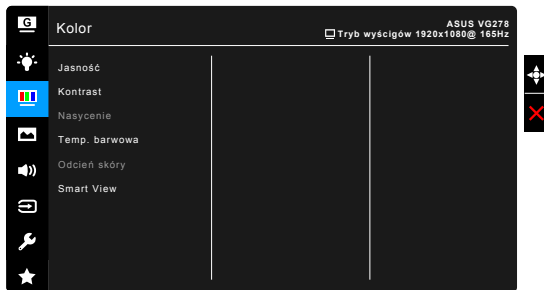 G
Kolor
ASUS VG278
Tryb wyścigów 1920x1080@ 165Hz
Jasność
Kontrast
Nasycenie
Temp. barwowa
Odcień skóry
Smart View